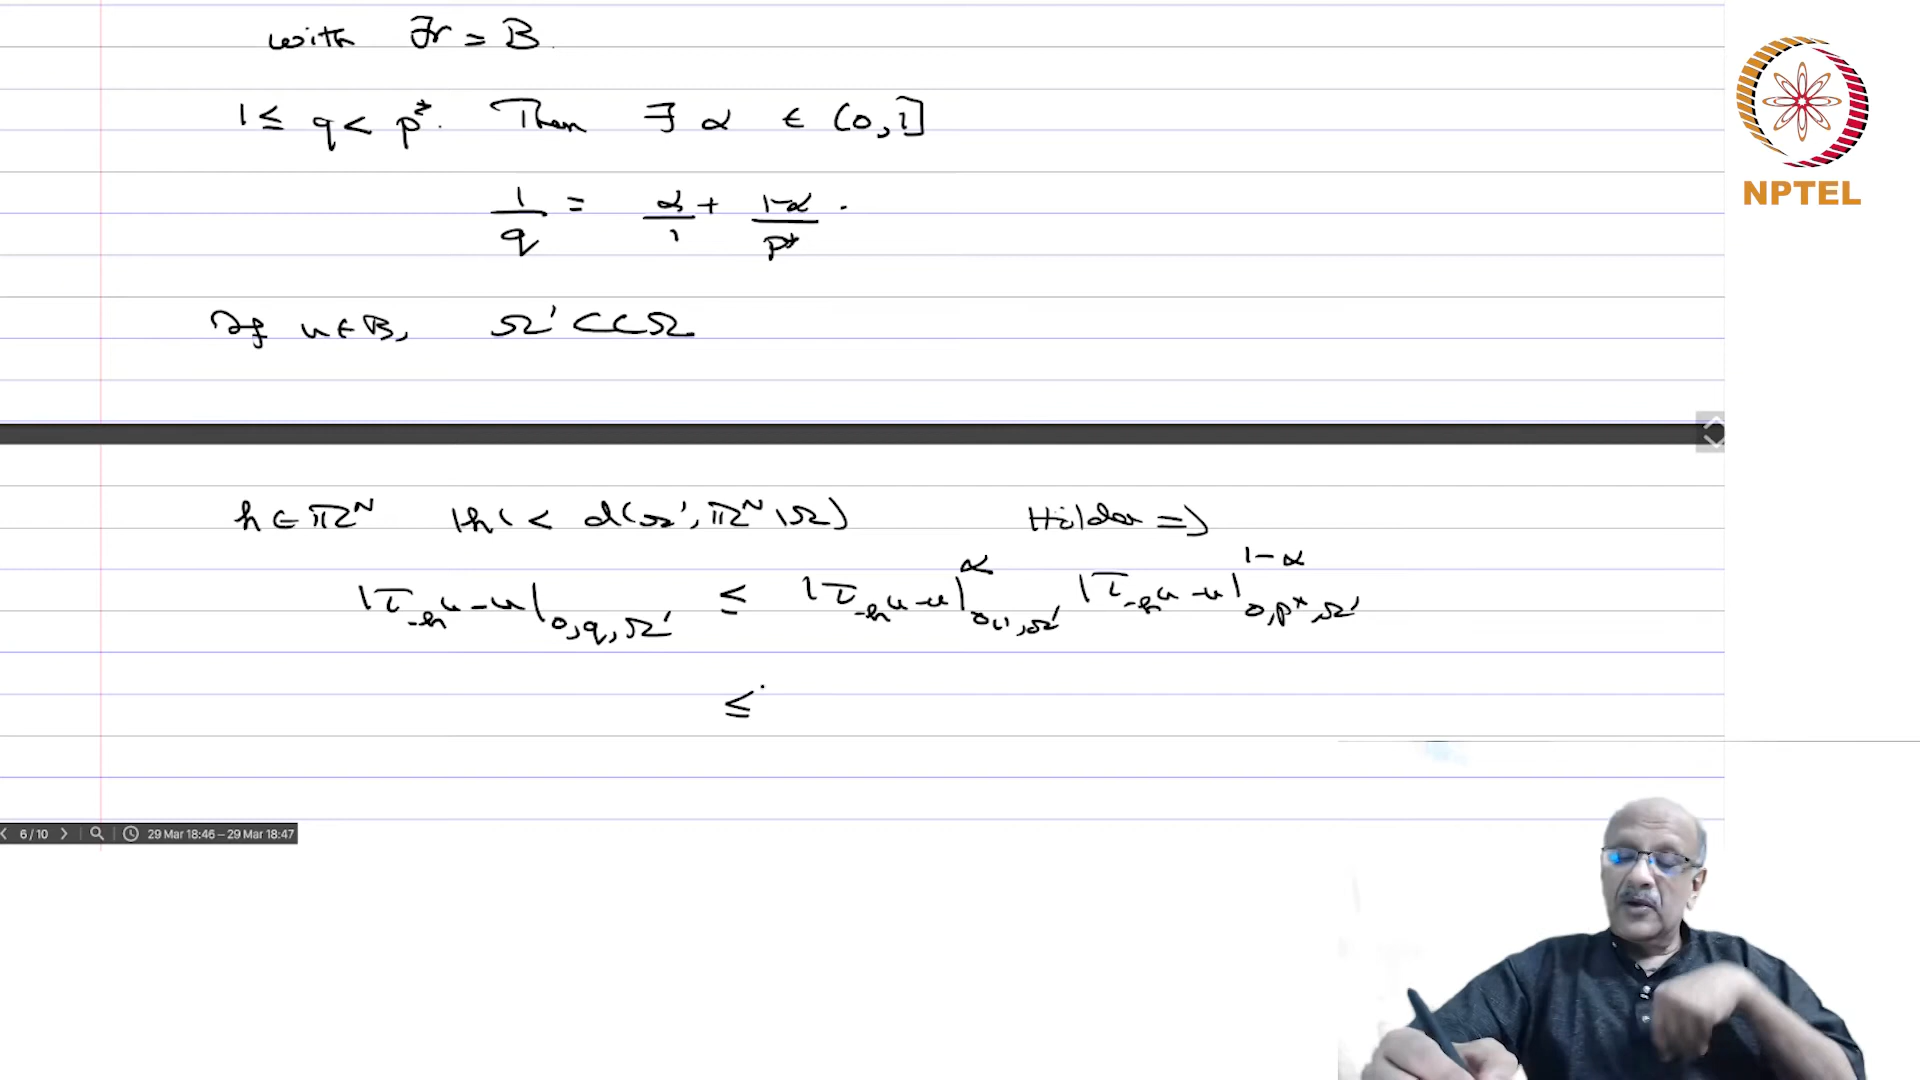 with ℱ = B.
1 ≤ q < p*. Then ∃ α ∈ (0,1]
1/q = α/1 + (1-α)/p*.
If u ∈ B, Ω' ⊂⊂ Ω
h ∈ ℝ^N |h| < d(Ω', ℝ^N \ Ω) Hölder ⇒
|τ_{-h}u - u|_{0,q,Ω'} ≤ |τ_{-h}u - u|^α_{0,1,Ω'} |τ_{-h}u - u|^{1-α}_{0,p*,Ω'}
≤
NPTEL
6 / 10 29 Mar 18:46 – 29 Mar 18:47